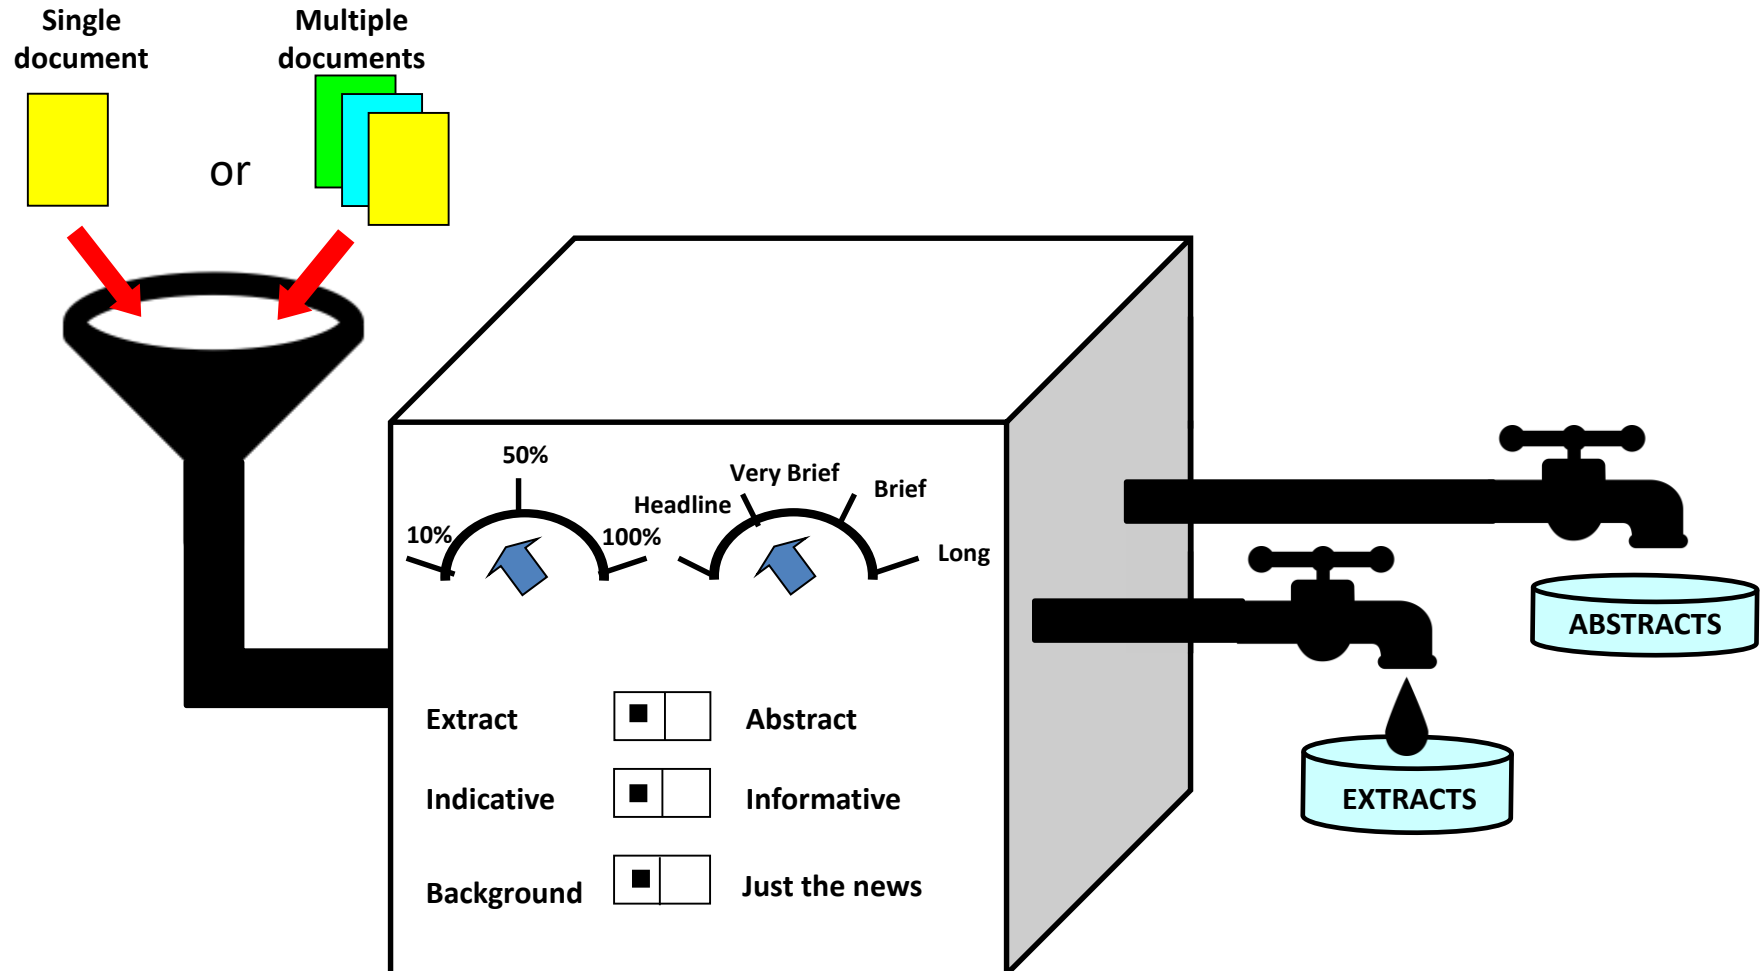 Single
document
Multiple
documents
or
50%
10%
100%
Very Brief
Headline
Brief
Long
Extract
Abstract
Indicative
Informative
Background
Just the news
ABSTRACTS
EXTRACTS